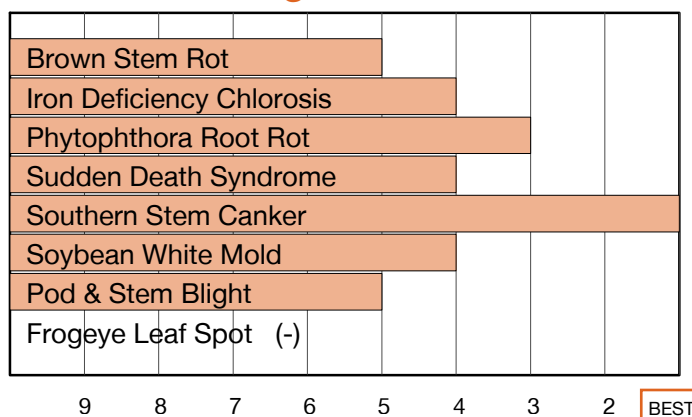 Brown Stem Rot
Iron Deficiency Chlorosis
Phytophthora Root Rot
Sudden Death Syndrome
Southern Stem Canker
Soybean White Mold
Pod & Stem Blight
Frogeye Leaf Spot (-)
9 8 7 6 5 4 3 2 BEST